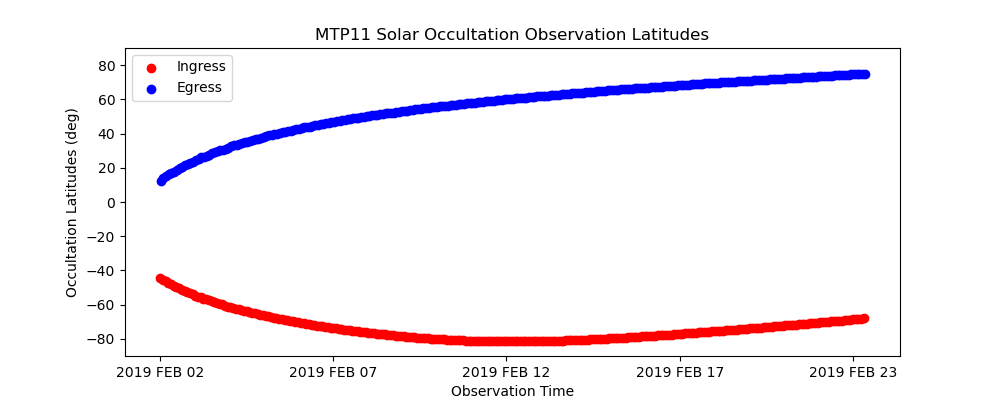 MTP11 Solar Occultation Observation Latitudes
Ingress
Egress
Occultation Latitudes (deg)
80
60
40
20
0
−20
−40
−60
−80
2019 FEB 02
2019 FEB 07
2019 FEB 12
2019 FEB 17
2019 FEB 23
Observation Time